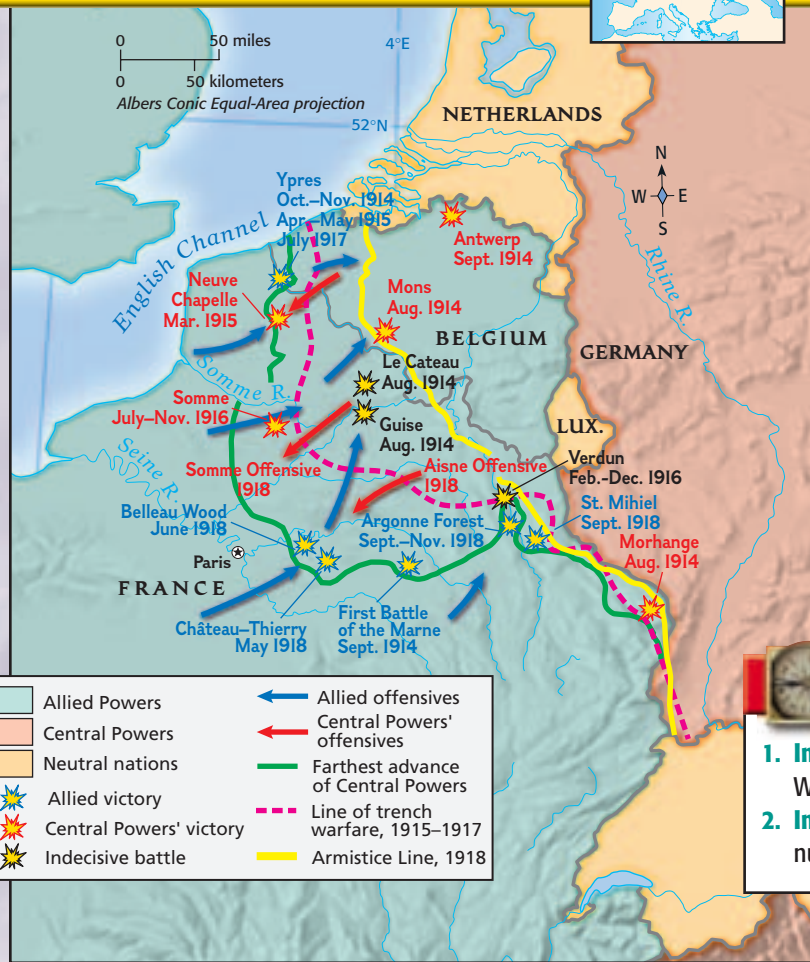 0 50 miles
0 50 kilometers
Albers Conic Equal-Area projection
4°E
52°N
NETHERLANDS
N
W E
S
English Channel
Ypres
Oct.–Nov. 1914
Apr.–May 1915
July 1917
Antwerp
Sept. 1914
Rhine R.
Neuve
Chapelle
Mar. 1915
Mons
Aug. 1914
BELGIUM
GERMANY
Le Cateau
Aug. 1914
Somme R.
Somme
July–Nov. 1916
Guise
Aug. 1914
LUX.
Seine R.
Somme Offensive
1918
Aisne Offensive
1918
Verdun
Feb.-Dec. 1916
Belleau Wood
June 1918
Argonne Forest
Sept.–Nov. 1918
St. Mihiel
Sept. 1918
Morhange
Aug. 1914
Paris
FRANCE
Château–Thierry
May 1918
First Battle
of the Marne
Sept. 1914
Allied Powers
Central Powers
Neutral nations
Allied victory
Central Powers' victory
Indecisive battle
Allied offensives
Central Powers'
offensives
Farthest advance
of Central Powers
Line of trench
warfare, 1915–1917
Armistice Line, 1918
1. In
W
2. In
nu